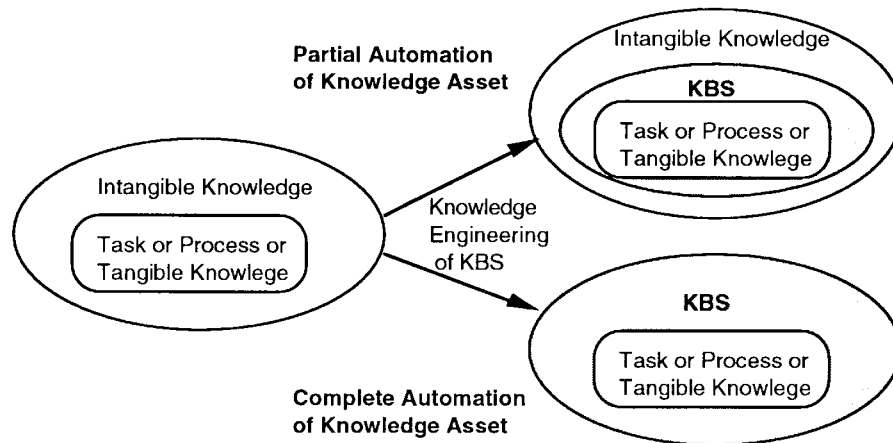 Partial Automation
of Knowledge Asset
Intangible Knowledge
KBS
Task or Process or
Tangible Knowlege
Intangible Knowledge
Task or Process or
Tangible Knowlege
Knowledge
Engineering
of KBS
KBS
Task or Process or
Tangible Knowlege
Complete Automation
of Knowledge Asset